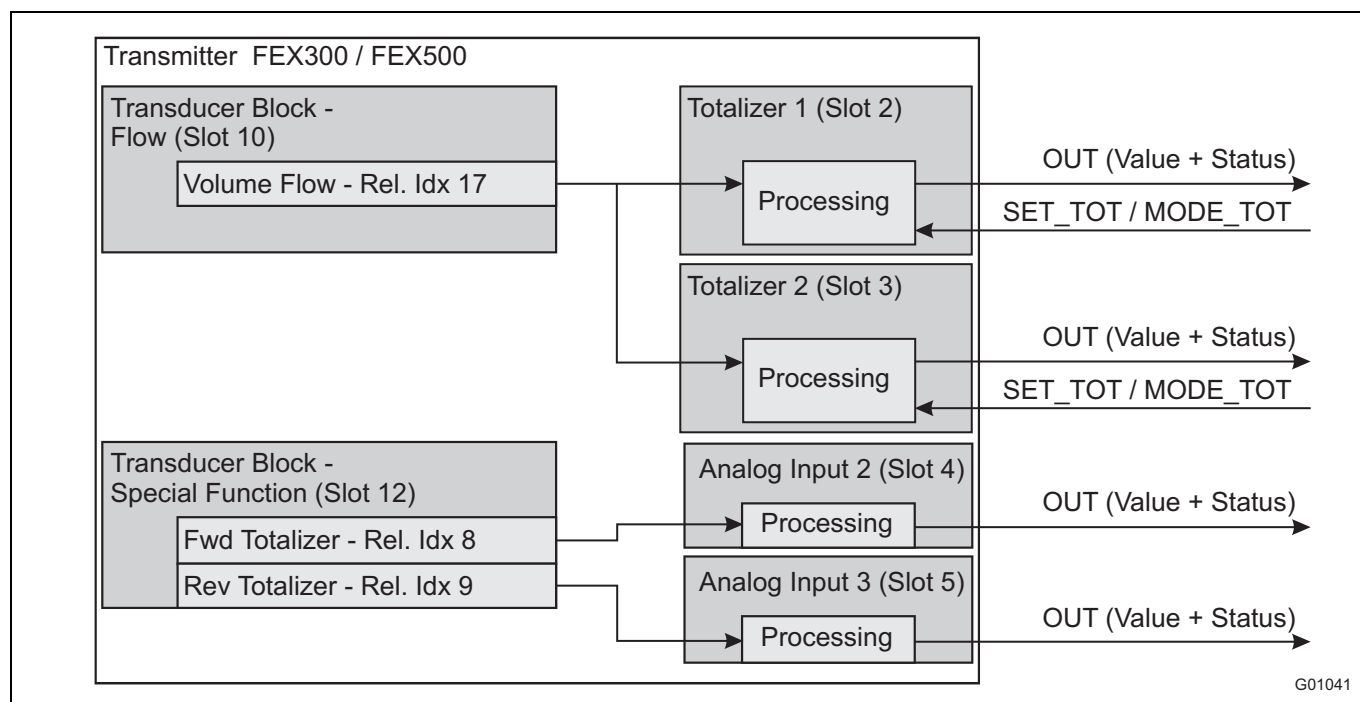 Transmitter FEX300 / FEX500
Transducer Block -
Flow (Slot 10)
Volume Flow - Rel. Idx 17
Totalizer 1 (Slot 2)
Processing
OUT (Value + Status)
SET_TOT / MODE_TOT
Totalizer 2 (Slot 3)
Processing
OUT (Value + Status)
SET_TOT / MODE_TOT
Transducer Block -
Special Function (Slot 12)
Fwd Totalizer - Rel. Idx 8
Rev Totalizer - Rel. Idx 9
Analog Input 2 (Slot 4)
Processing
OUT (Value + Status)
Analog Input 3 (Slot 5)
Processing
OUT (Value + Status)
G01041